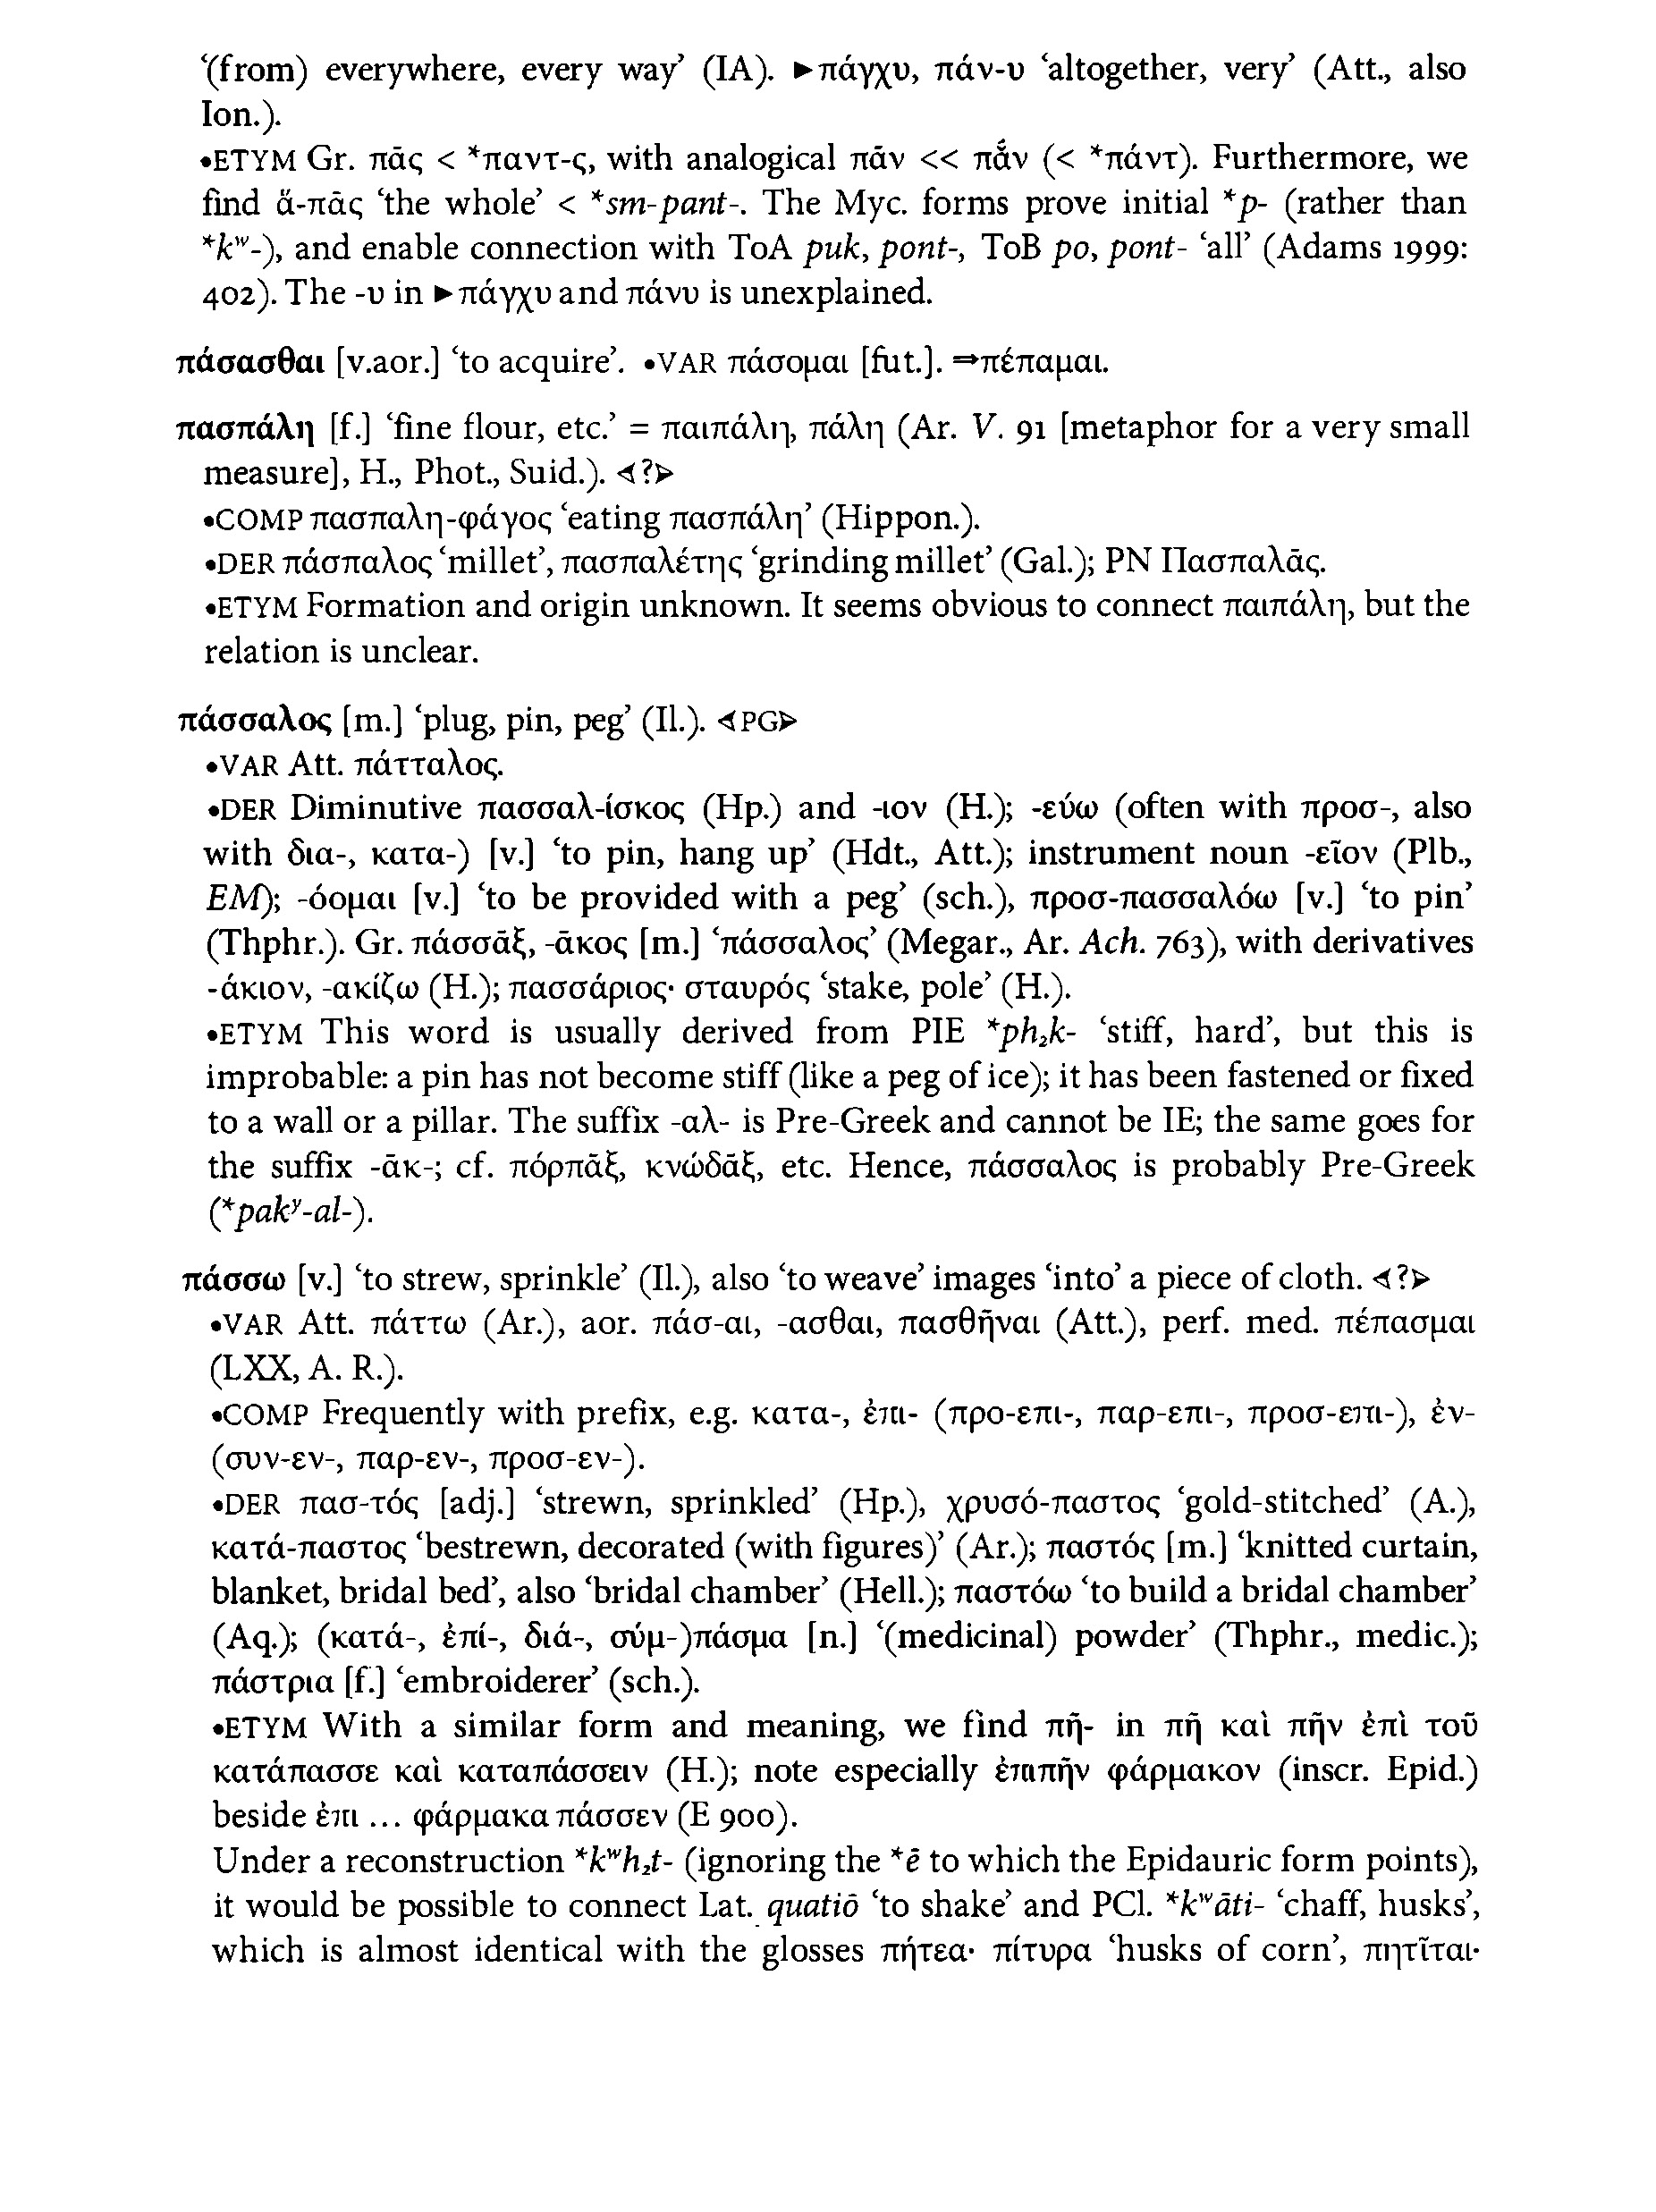 ‘(from) everywhere, every way’ (IA). ►πάγχυ, πάν-υ ‘altogether, very’ (Att., also
Ion.).
•ETYM Gr. πᾶς < *παντ-ς, with analogical πᾶν << πᾰ́ν (< *πάντ). Furthermore, we
find ἅ-πᾱς ‘the whole’ < *sm-pant-. The Myc. forms prove initial *p- (rather than
*kʷ-), and enable connection with ToA puk, pont-, ToB po, pont- ‘all’ (Adams 1999:
402). The -υ in ►πάγχυ and πάνυ is unexplained.
πάσασθαι [v.aor.] ‘to acquire’. •VAR πάσομαι [fut.]. ⇒πέπαμαι.
πασπάλη [f.] ‘fine flour, etc.’ = παιπάλη, πάλη (Ar. V. 91 [metaphor for a very small
measure], H., Phot., Suid.). ⊲?⊳
•COMP πασπαλη-φάγος ‘eating πασπάλη’ (Hippon.).
•DER πάσπαλος ‘millet’, πασπαλέτης ‘grinding millet’ (Gal.); PN Πασπαλᾶς.
•ETYM Formation and origin unknown. It seems obvious to connect παιπάλη, but the
relation is unclear.
πάσσαλος [m.] ‘plug, pin, peg’ (Il.). ⊲PG⊳
•VAR Att. πάτταλος.
•DER Diminutive πασσαλ-ίσκος (Hp.) and -ιον (H.); -εύω (often with προσ-, also
with δια-, κατα-) [v.] ‘to pin, hang up’ (Hdt., Att.); instrument noun -εῖον (Plb.,
EM); -όομαι [v.] ‘to be provided with a peg’ (sch.), προσ-πασσαλόω [v.] ‘to pin’
(Thphr.). Gr. πάσσᾱξ, -ᾱκος [m.] ‘πάσσαλος’ (Megar., Ar. Ach. 763), with derivatives
-άκιον, -ακίζω (H.); πασσάριος· σταυρός ‘stake, pole’ (H.).
•ETYM This word is usually derived from PIE *ph₂k- ‘stiff, hard’, but this is
improbable: a pin has not become stiff (like a peg of ice); it has been fastened or fixed
to a wall or a pillar. The suffix -αλ- is Pre-Greek and cannot be IE; the same goes for
the suffix -ᾱκ-; cf. πόρπᾱξ, κνώδᾱξ, etc. Hence, πάσσαλος is probably Pre-Greek
(*pakʸ-al-).
πάσσω [v.] ‘to strew, sprinkle’ (Il.), also ‘to weave’ images ‘into’ a piece of cloth. ⊲?⊳
•VAR Att. πάττω (Ar.), aor. πάσ-αι, -ασθαι, πασθῆναι (Att.), perf. med. πέπασμαι
(LXX, A. R.).
•COMP Frequently with prefix, e.g. κατα-, ἐπι- (προ-επι-, παρ-επι-, προσ-επι-), ἐν-
(συν-εν-, παρ-εν-, προσ-εν-).
•DER πασ-τός [adj.] ‘strewn, sprinkled’ (Hp.), χρυσό-παστος ‘gold-stitched’ (A.),
κατά-παστος ‘bestrewn, decorated (with figures)’ (Ar.); παστός [m.] ‘knitted curtain,
blanket, bridal bed’, also ‘bridal chamber’ (Hell.); παστόω ‘to build a bridal chamber’
(Aq.); (κατά-, ἐπί-, διά-, σύμ-)πάσμα [n.] ‘(medicinal) powder’ (Thphr., medic.);
πάστρια [f.] ‘embroiderer’ (sch.).
•ETYM With a similar form and meaning, we find πῆ- in πῆ καὶ πῆν ἐπὶ τοῦ
κατάπασσε καὶ καταπάσσειν (H.); note especially ἐπιπῆν φάρμακον (inscr. Epid.)
beside ἐπι ... φάρμακα πάσσεν (Ε 900).
Under a reconstruction *kʷh₂t- (ignoring the *ē to which the Epidauric form points),
it would be possible to connect Lat. quatiō ‘to shake’ and PCl. *kʷāti- ‘chaff, husks’,
which is almost identical with the glosses πήτεα· πίτυρα ‘husks of corn’, πητῖται·